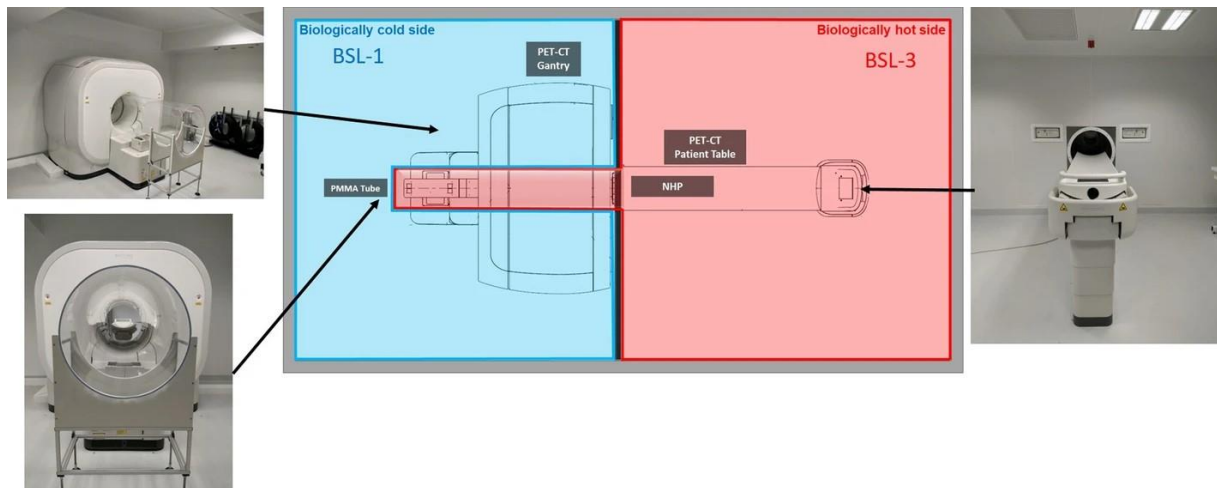 Biologically cold side
BSL-1
PET-CT
Gantry
Biologically hot side
BSL-3
PET-CT
Patient Table
PMMA Tube
NHP